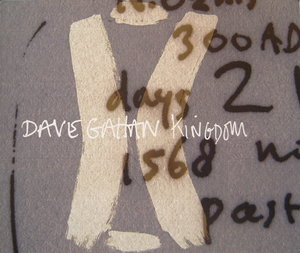 300AD
days 2
DAVE GAHAN KINGDOM
1568
past